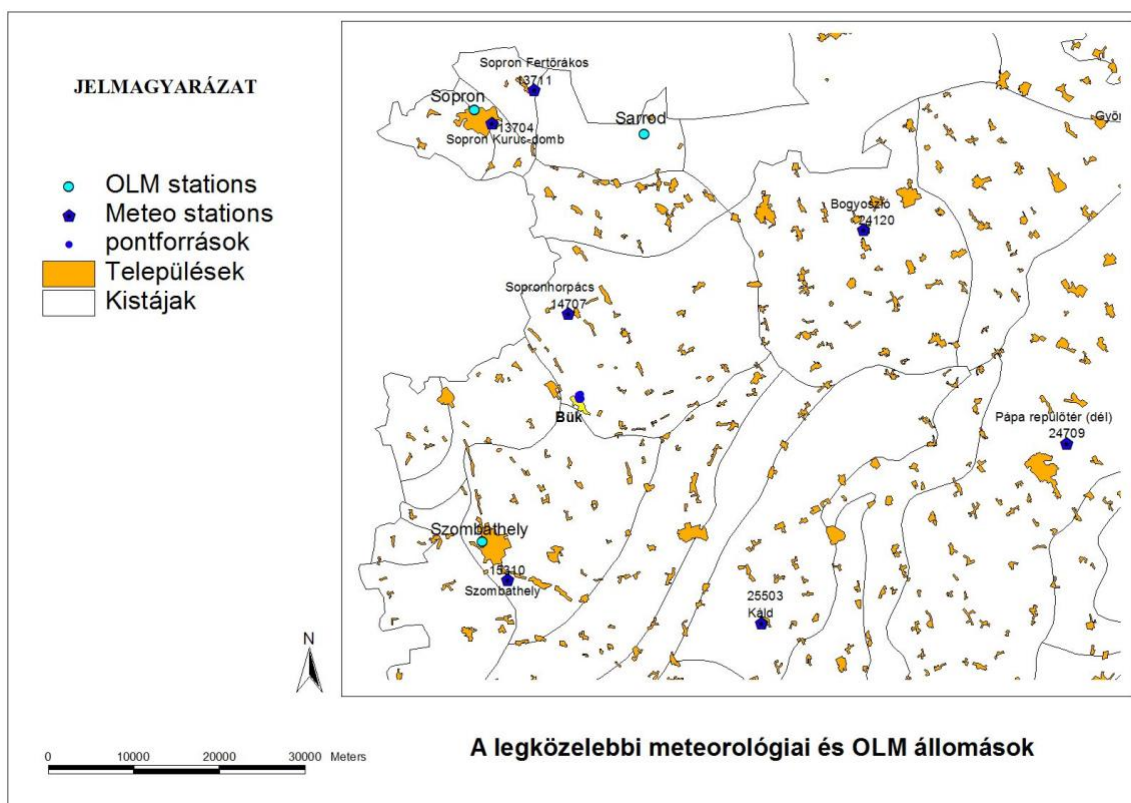 JELMAGYARÁZAT
OLM stations
Meteo stations
pontforrások
Települések
Kistájak
Sopron Fertőrákos
13711
Sopron
13704
Sopron Kurus-domb
Sarród
Győr
Bogyoszló
24120
Sopronhorpács
14707
Bük
Pápa repülőtér (dél)
24709
Szombathely
15310
Szombathely
25503
Káld
N
0 10000 20000 30000 Meters
A legközelebbi meteorológiai és OLM állomások